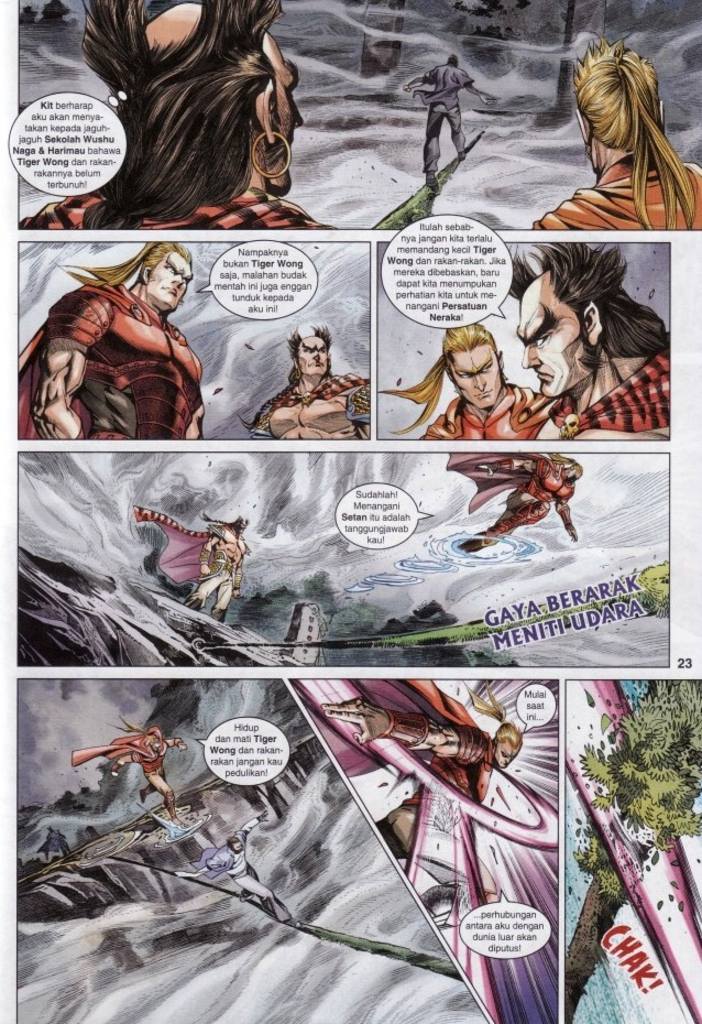 Kit berharap
aku akan menya-
takan kepada jaguh-
jaguh Sekolah Wushu
Naga & Harimau bahawa
Tiger Wong dan rakan-
rakannya belum
terbunuh!
Nampaknya
bukan Tiger Wong
saja, malahan budak
mentah ini juga enggan
tunduk kepada
aku ini!
Itulah sebab-
nya jangan kita terlalu
memandang kecil Tiger
Wong dan rakan-rakan. Jika
mereka dibebaskan, baru
dapat kita menumpukan
perhatian kita untuk me-
nangani Persatuan
Neraka!
Sudahlah!
Menangani
Setan itu adalah
tanggungjawab
kau!
GAYA BERARAK
MENITI UDARA
23
Hidup
dan mati Tiger
Wong dan rakan-
rakan jangan kau
pedulikan!
Mulai
saat
ini...
...perhubungan
antara aku dengan
dunia luar akan
diputus!
CHAK!